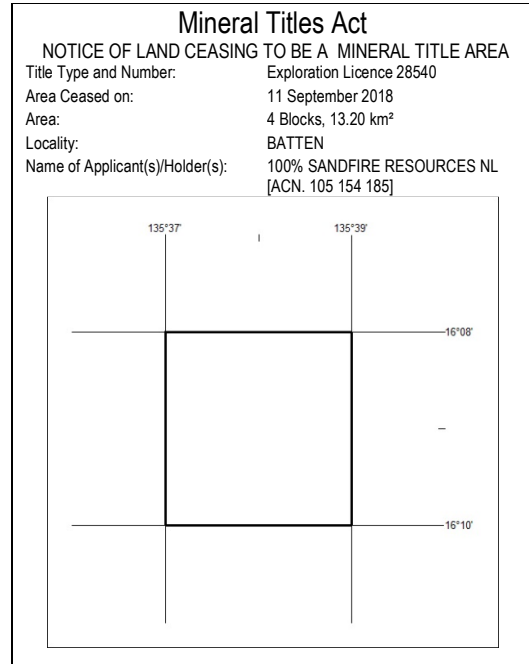 Mineral Titles Act
NOTICE OF LAND CEASING TO BE A MINERAL TITLE AREA
Title Type and Number: Exploration Licence 28540
Area Ceased on: 11 September 2018
Area: 4 Blocks, 13.20 km²
Locality: BATTEN
Name of Applicant(s)/Holder(s): 100% SANDFIRE RESOURCES NL
[ACN. 105 154 185]
135°37' 135°39'
16°08'
16°10'